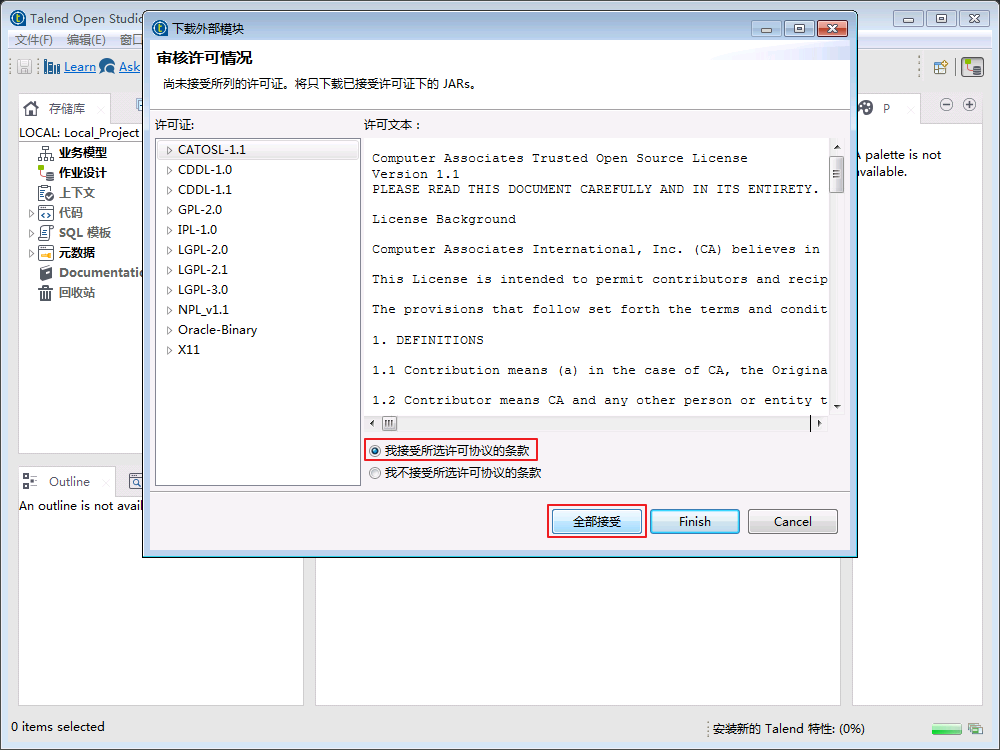 Talend Open Studio
文件(F) 编辑(E) 窗口
Learn Ask
存储库
LOCAL: Local_Project
业务模型
作业设计
上下文
代码
SQL 模板
元数据
Documentatic
回收站
Outline
An outline is not avail
下载外部模块
审核许可情况
尚未接受所列的许可证。将只下载已接受许可证下的 JARs。
许可证:
CATOSL-1.1
CDDL-1.0
CDDL-1.1
GPL-2.0
IPL-1.0
LGPL-2.0
LGPL-2.1
LGPL-3.0
NPL_v1.1
Oracle-Binary
X11
许可文本：
Computer Associates Trusted Open Source License
Version 1.1
PLEASE READ THIS DOCUMENT CAREFULLY AND IN ITS ENTIRETY.
License Background
Computer Associates International, Inc. (CA) believes in
This License is intended to permit contributors and recip
The provisions that follow set forth the terms and condit
1. DEFINITIONS
1.1 Contribution means (a) in the case of CA, the Origina
1.2 Contributor means CA and any other person or entity t
我接受所选许可协议的条款
我不接受所选许可协议的条款
全部接受 Finish Cancel
P
A palette is not
available.
0 items selected
安装新的 Talend 特性: (0%)